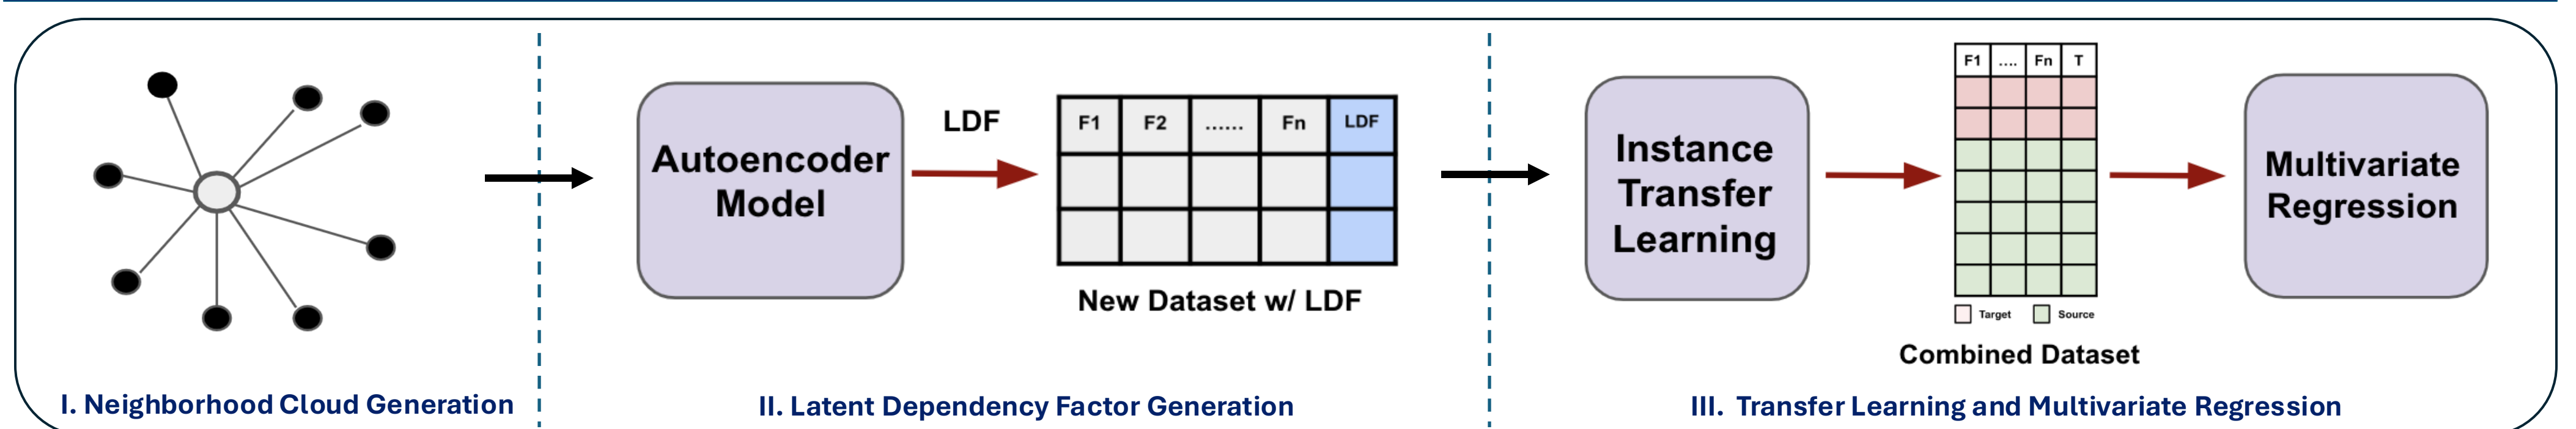 I. Neighborhood Cloud Generation
Autoencoder
Model
LDF
F1 F2 ...... Fn LDF
New Dataset w/ LDF
II. Latent Dependency Factor Generation
Instance
Transfer
Learning
F1 .... Fn T
Target Source
Combined Dataset
Multivariate
Regression
III. Transfer Learning and Multivariate Regression